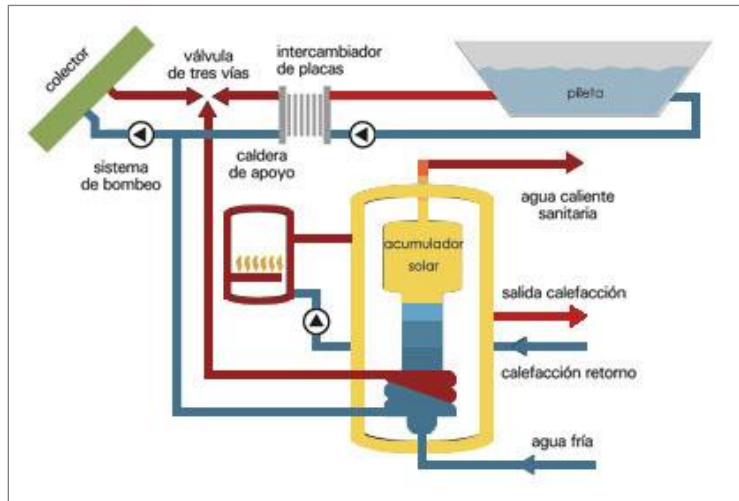 colector
válvula
de tres vías
intercambiador
de placas
pileta
sistema
de bombeo
caldera
de apoyo
agua caliente
sanitaria
acumulador
solar
salida calefacción
calefacción retorno
agua fría